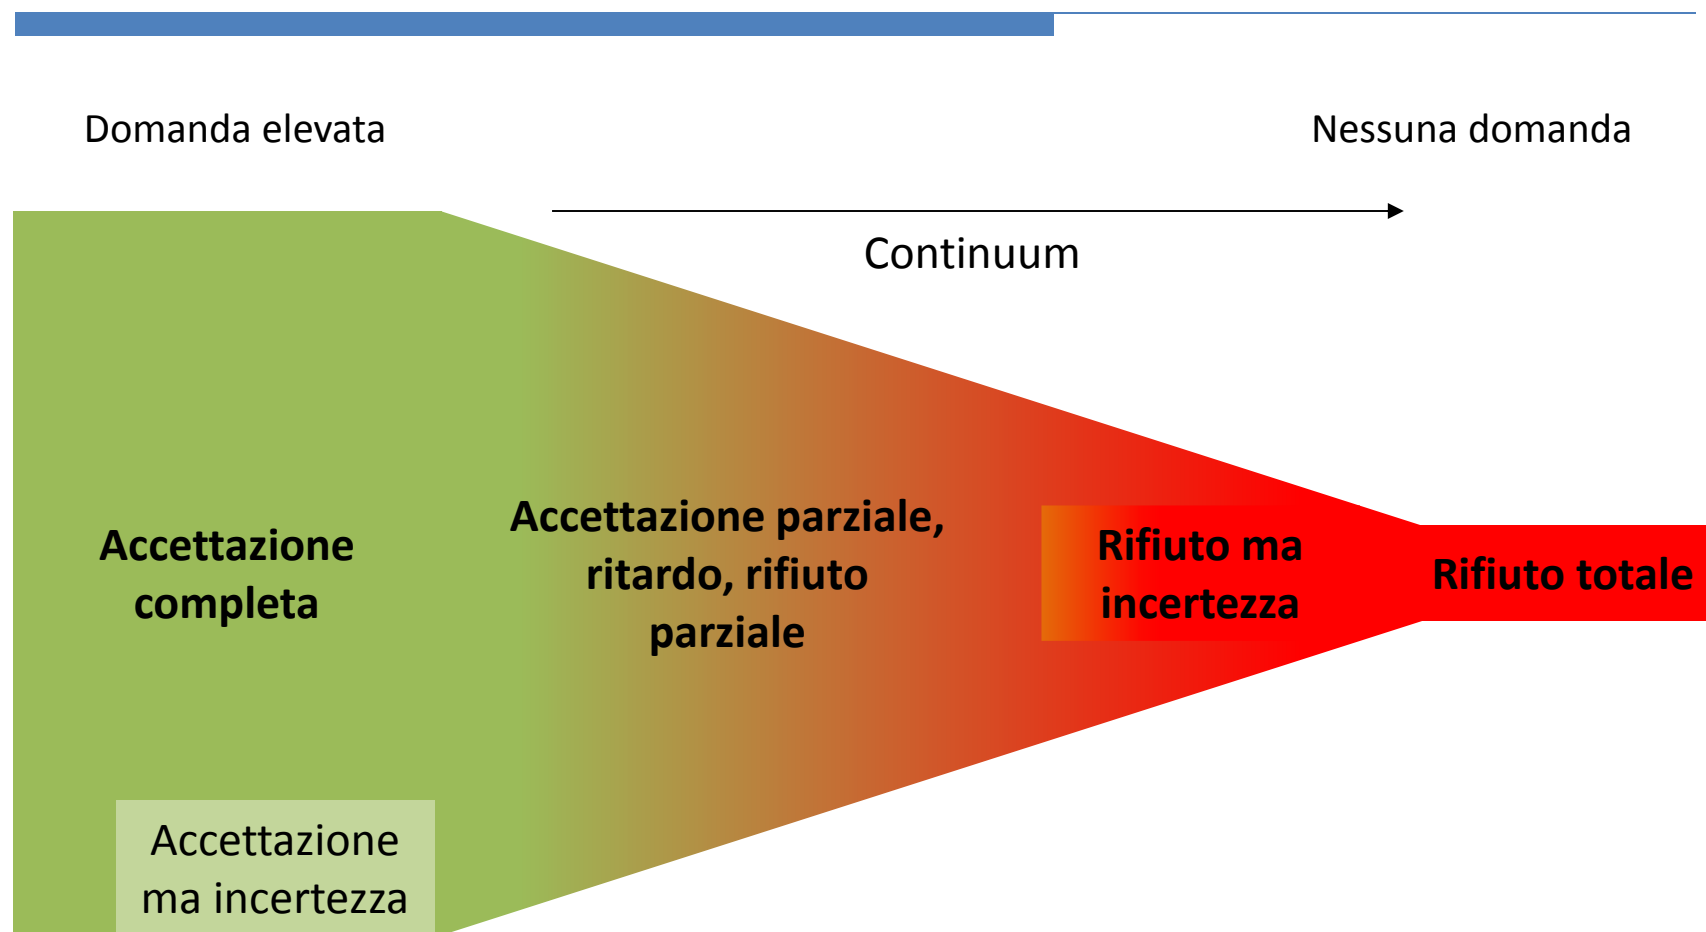 Domanda elevata
Nessuna domanda
Continuum
Accettazione
completa
Accettazione parziale,
ritardo, rifiuto
parziale
Rifiuto ma
incertezza
Rifiuto totale
Accettazione
ma incertezza